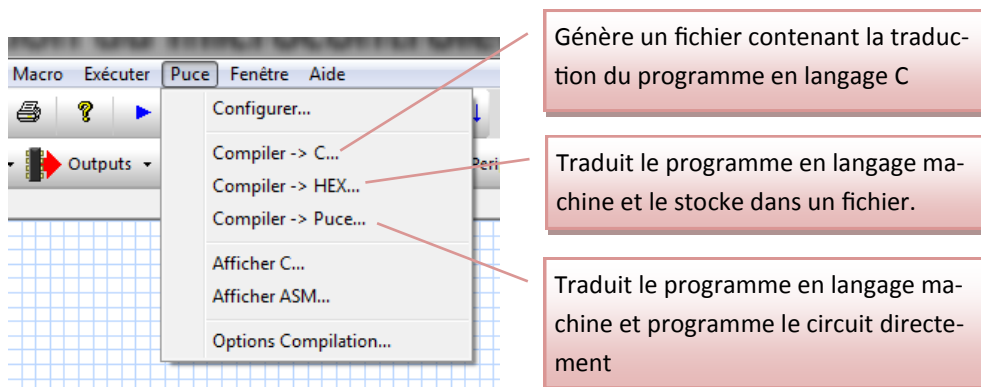 Macro Exécuter Puce Fenêtre Aide
Outputs
Configurer...
Compiler -> C...
Compiler -> HEX...
Compiler -> Puce...
Afficher C...
Afficher ASM...
Options Compilation...
Peri
Génère un fichier contenant la traduc-
tion du programme en langage C
Traduit le programme en langage ma-
chine et le stocke dans un fichier.
Traduit le programme en langage ma-
chine et programme le circuit directe-
ment